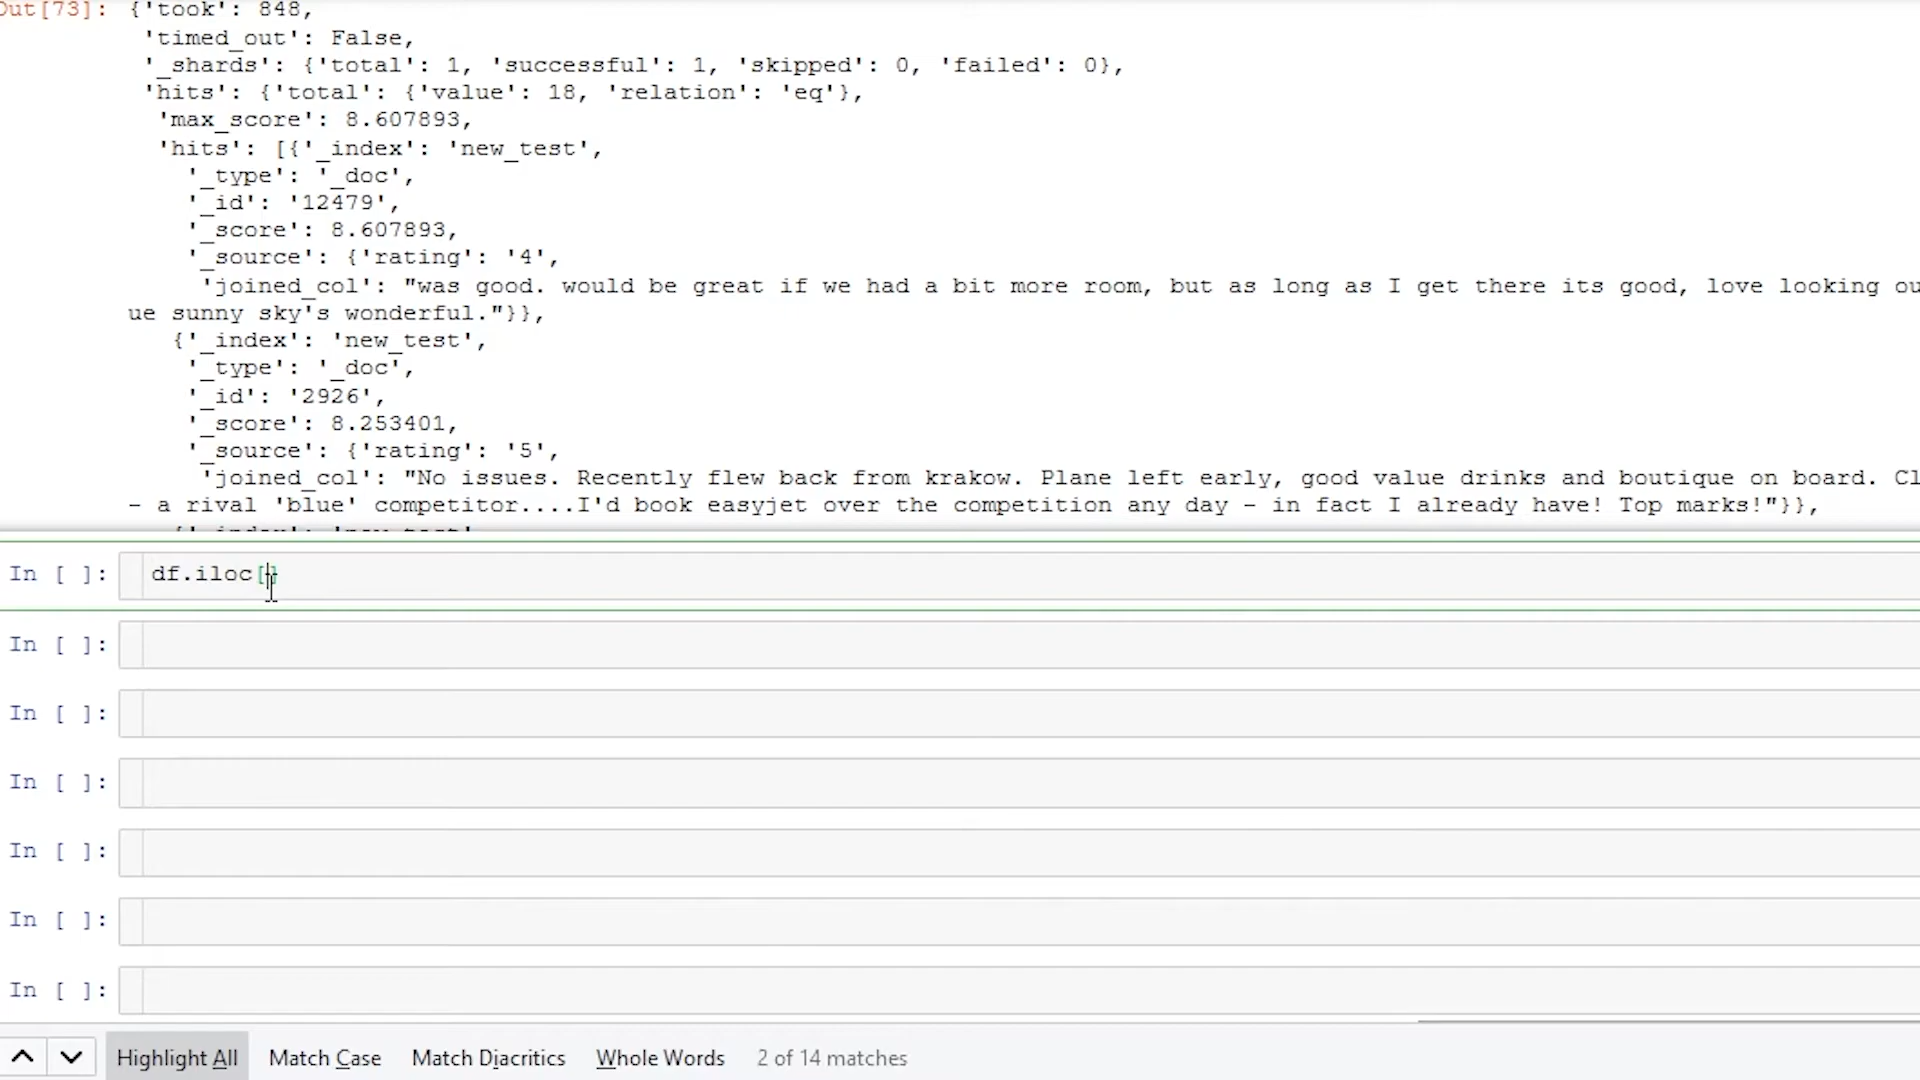 Out[73]: {'took': 848,
'timed_out': False,
'_shards': {'total': 1, 'successful': 1, 'skipped': 0, 'failed': 0},
'hits': {'total': {'value': 18, 'relation': 'eq'},
'max_score': 8.607893,
'hits': [{'_index': 'new_test',
'_type': '_doc',
'_id': '12479',
'_score': 8.607893,
'_source': {'rating': '4',
'joined_col': "was good. would be great if we had a bit more room, but as long as I get there its good, love looking ou
ue sunny sky's wonderful."}},
{'_index': 'new_test',
'_type': '_doc',
'_id': '2926',
'_score': 8.253401,
'_source': {'rating': '5',
'joined_col': "No issues. Recently flew back from krakow. Plane left early, good value drinks and boutique on board. Cl
- a rival 'blue' competitor....I'd book easyjet over the competition any day - in fact I already have! Top marks!"}},
{'_index': 'new_test',
In [ ]: df.iloc[]
In [ ]:
In [ ]:
In [ ]:
In [ ]:
In [ ]:
In [ ]:
Highlight All Match Case Match Diacritics Whole Words 2 of 14 matches